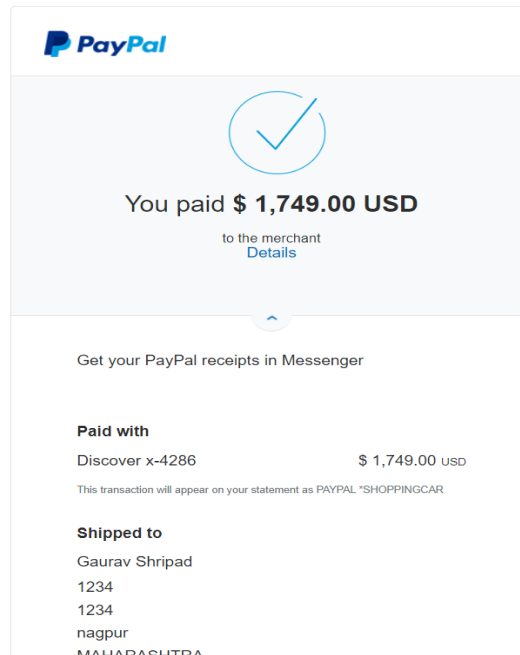 PayPal
You paid $ 1,749.00 USD
to the merchant
Details
Get your PayPal receipts in Messenger
Paid with
Discover x-4286 $ 1,749.00 USD
This transaction will appear on your statement as PAYPAL *SHOPPINGCAR
Shipped to
Gaurav Shripad
1234
1234
nagpur
MAHARASHTRA